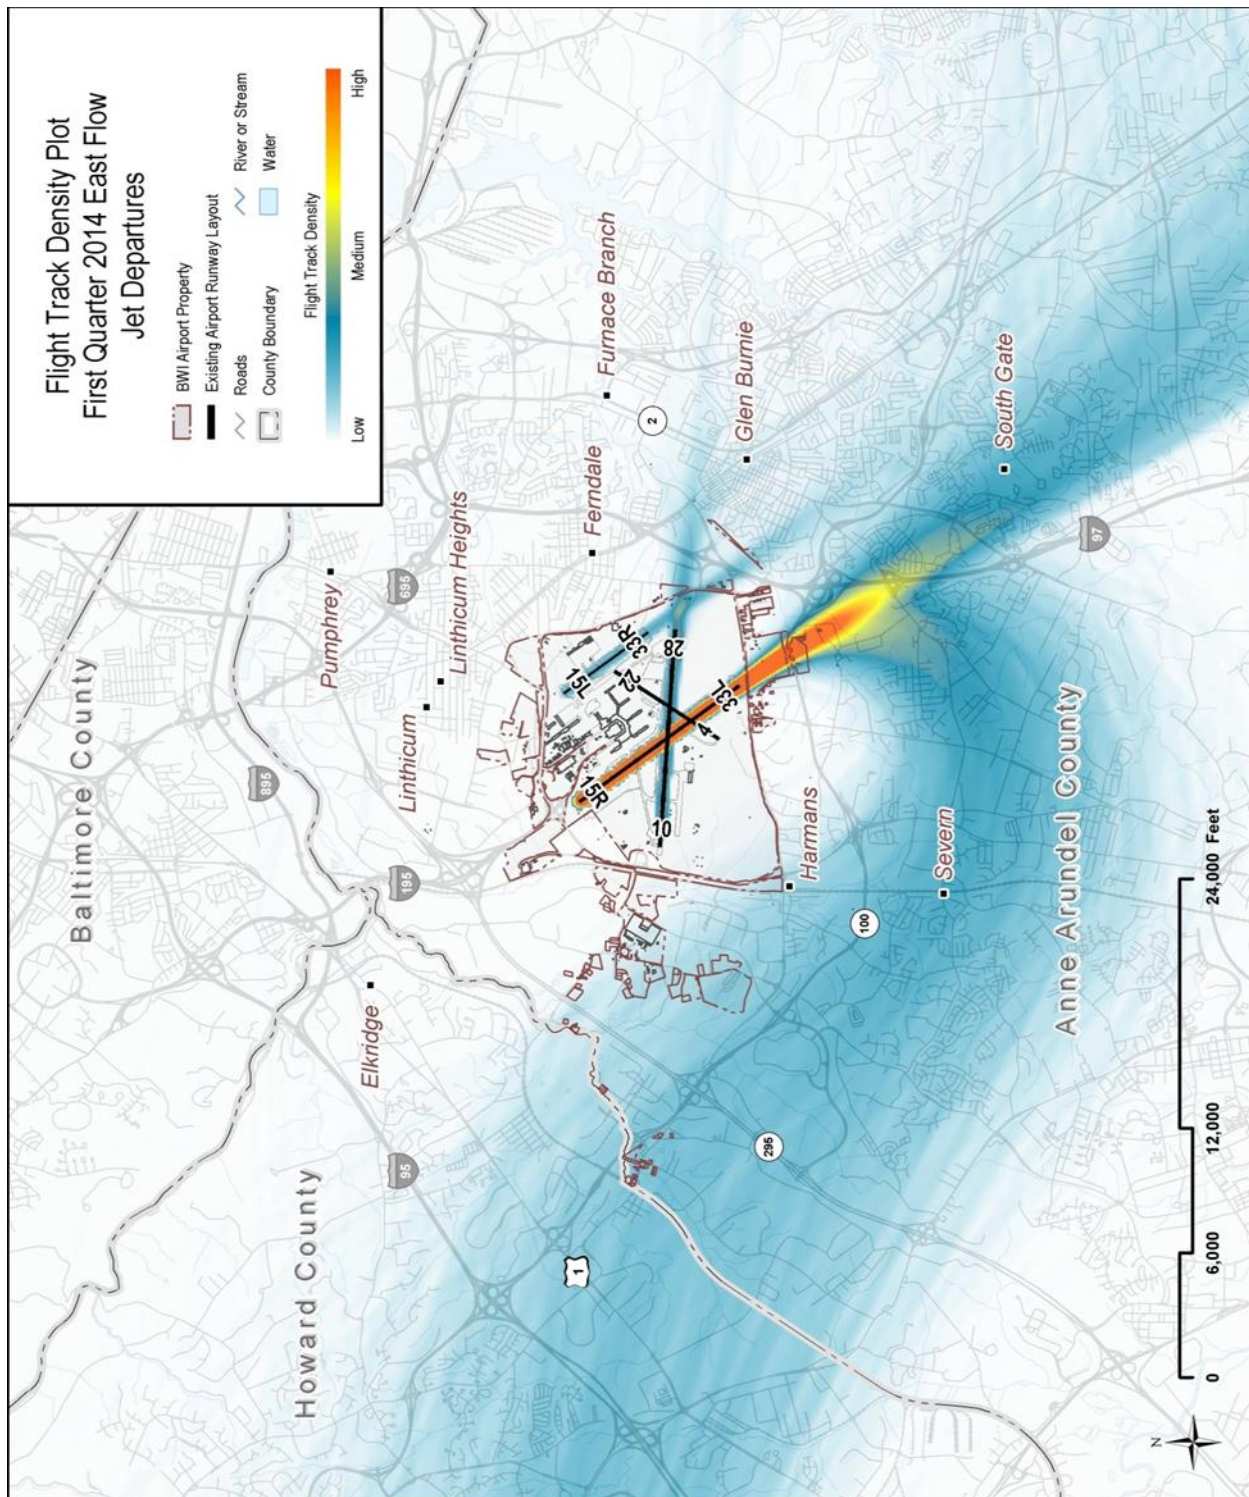 Flight Track Density Plot
First Quarter 2014 East Flow
Jet Departures
BWI Airport Property
Existing Airport Runway Layout
Roads
River or Stream
County Boundary
Water
Flight Track Density
Low
Medium
High
Baltimore County
Pumphrey
895
695
Linthicum
Linthicum Heights
195
Elkridge
95
Howard County
Ferndale
Furnace Branch
2
Glen Burnie
15L
33R
22
28
15R
10
4
33L
1
Harmans
295
100
Severn
South Gate
97
Anne Arundel County
N
0
6,000
12,000
24,000 Feet